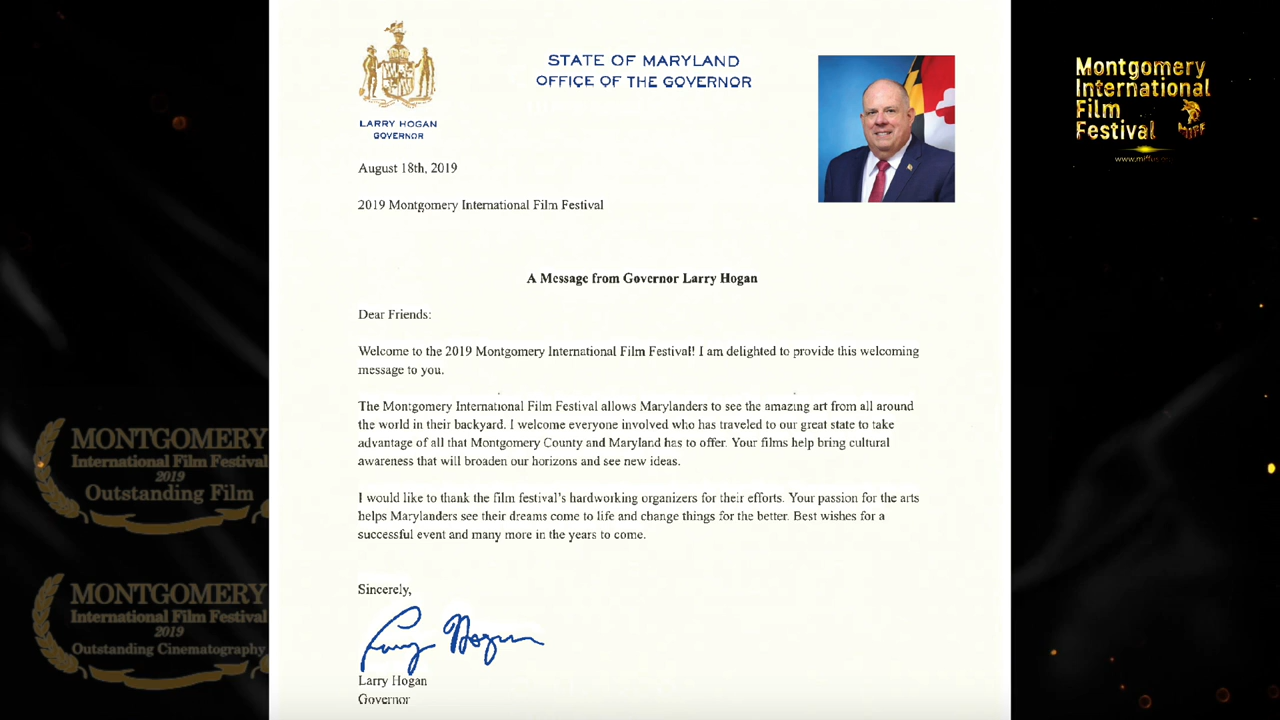 STATE OF MARYLAND
OFFICE OF THE GOVERNOR
LARRY HOGAN
GOVERNOR
August 18th, 2019
2019 Montgomery International Film Festival
A Message from Governor Larry Hogan
Dear Friends:
Welcome to the 2019 Montgomery International Film Festival! I am delighted to provide this welcoming
message to you.
The Montgomery International Film Festival allows Marylanders to see the amazing art from all around
the world in their backyard. I welcome everyone involved who has traveled to our great state to take
advantage of all that Montgomery County and Maryland has to offer. Your films help bring cultural
awareness that will broaden our horizons and see new ideas.
I would like to thank the film festival's hardworking organizers for their efforts. Your passion for the arts
helps Marylanders see their dreams come to life and change things for the better. Best wishes for a
successful event and many more in the years to come.
Sincerely,
Larry Hogan
Larry Hogan
Governor
Montgomery
International
Film
Festival
MIFF
MONTGOMERY
International Film Festival
2019
Outstanding Film
MONTGOMERY
International Film Festival
2019
Outstanding Cinematography